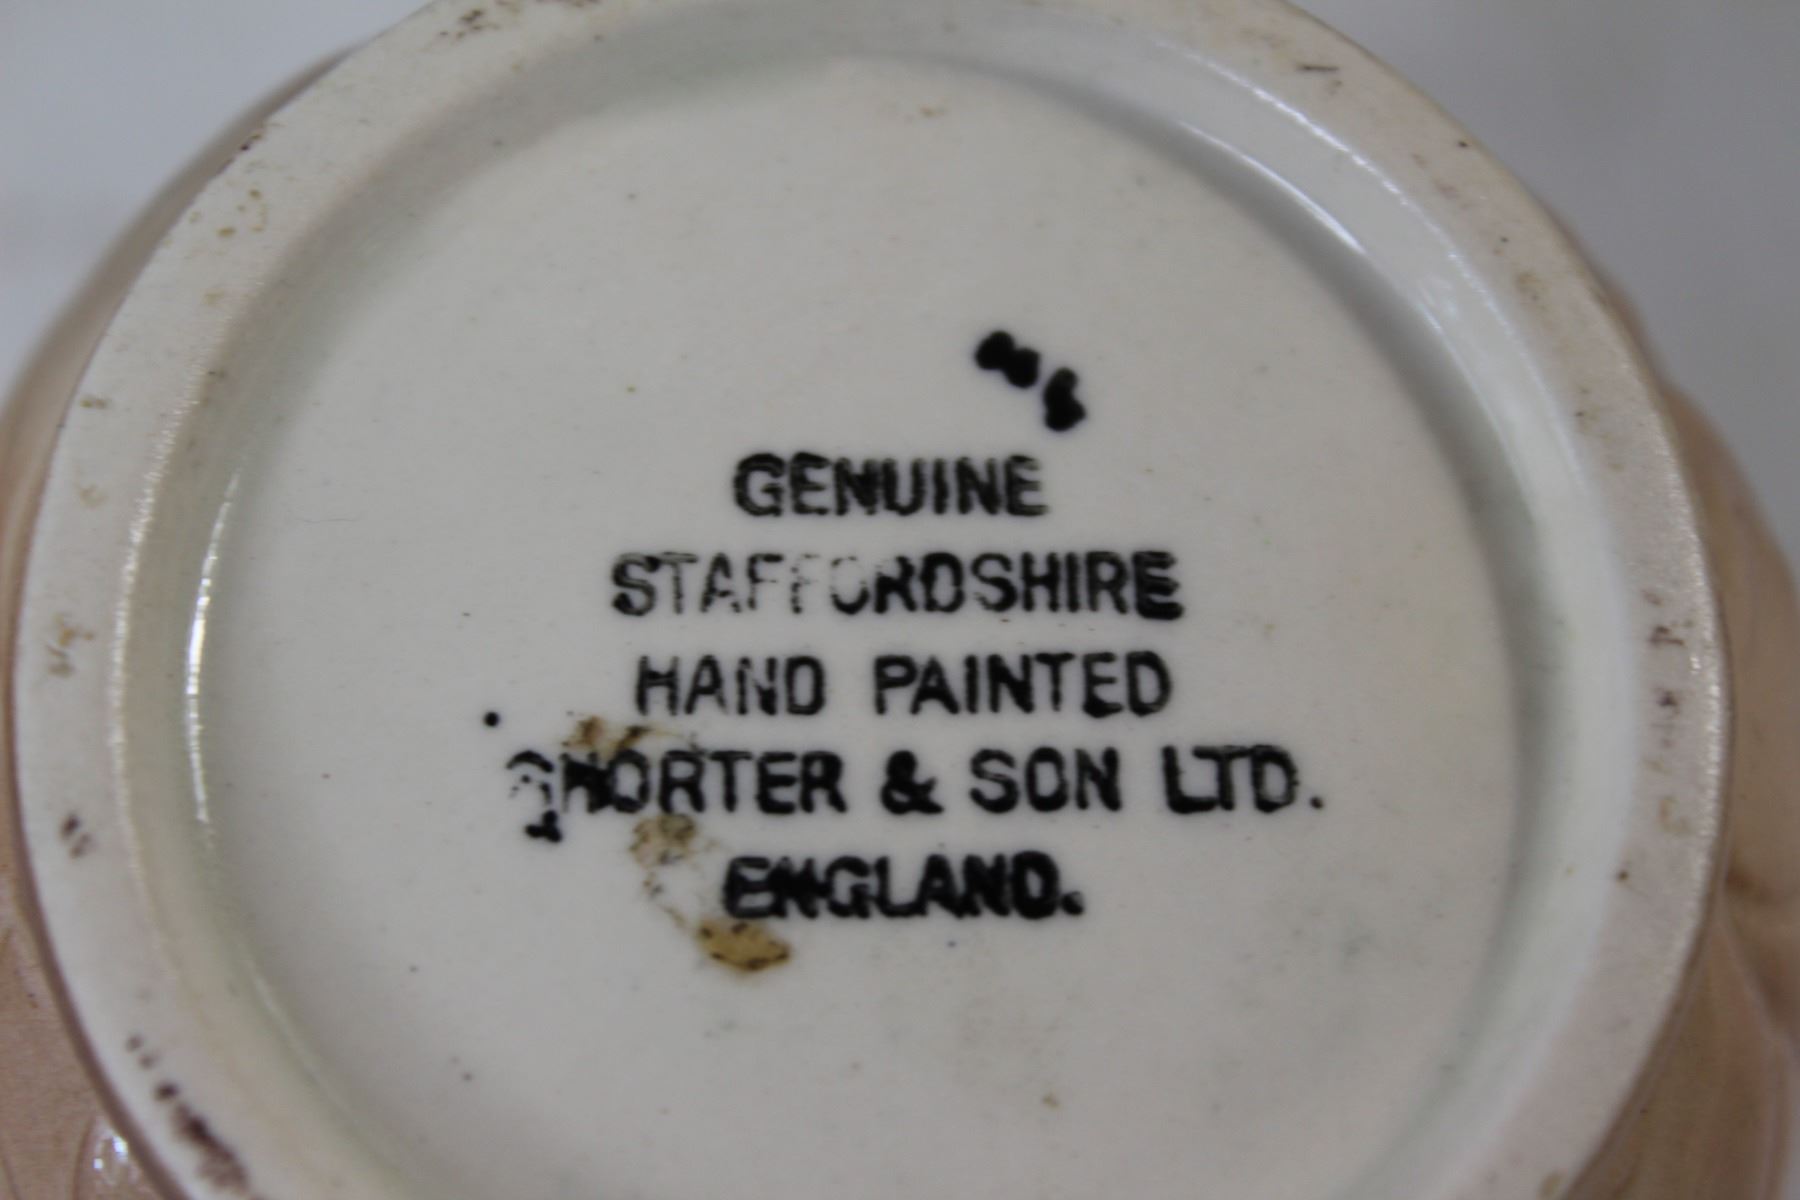 GENUINE
STAFFORDSHIRE
HAND PAINTED
SHORTER & SON LTD.
ENGLAND.